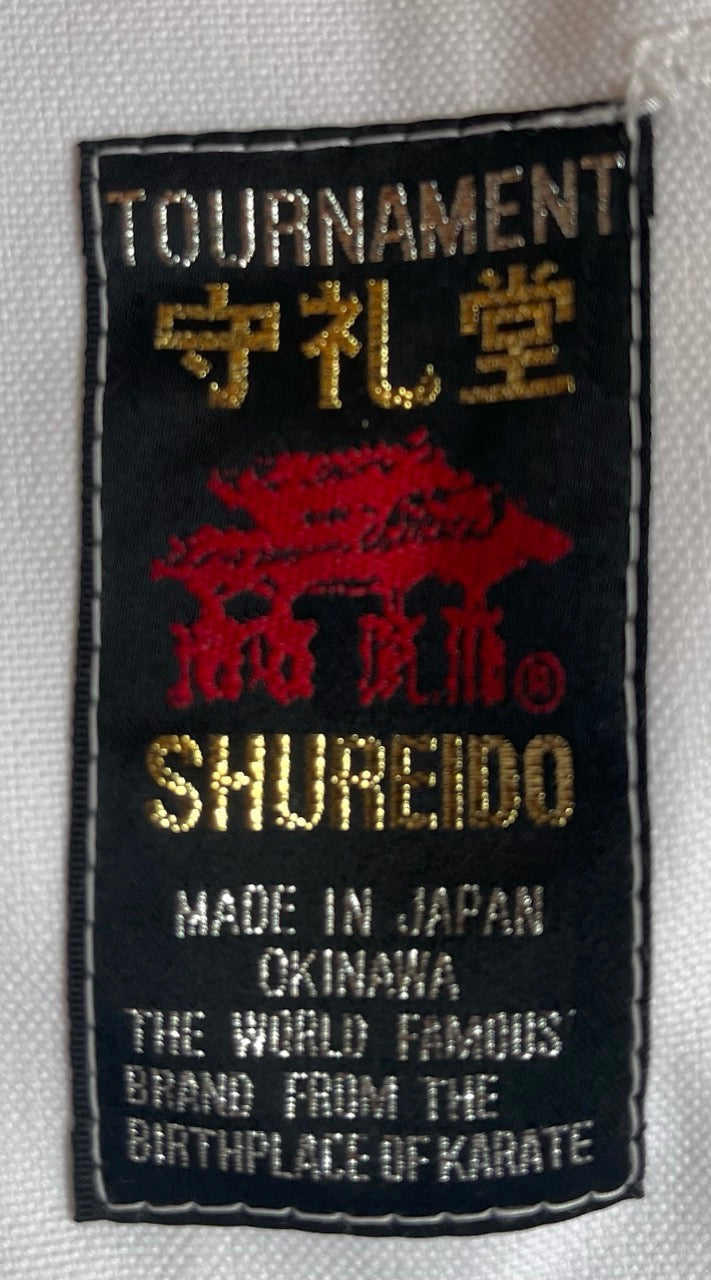 TOURNAMENT
守礼堂
®
SHUREIDO
MADE IN JAPAN
OKINAWA
THE WORLD FAMOUS
BRAND FROM THE
BIRTHPLACE OF KARATE